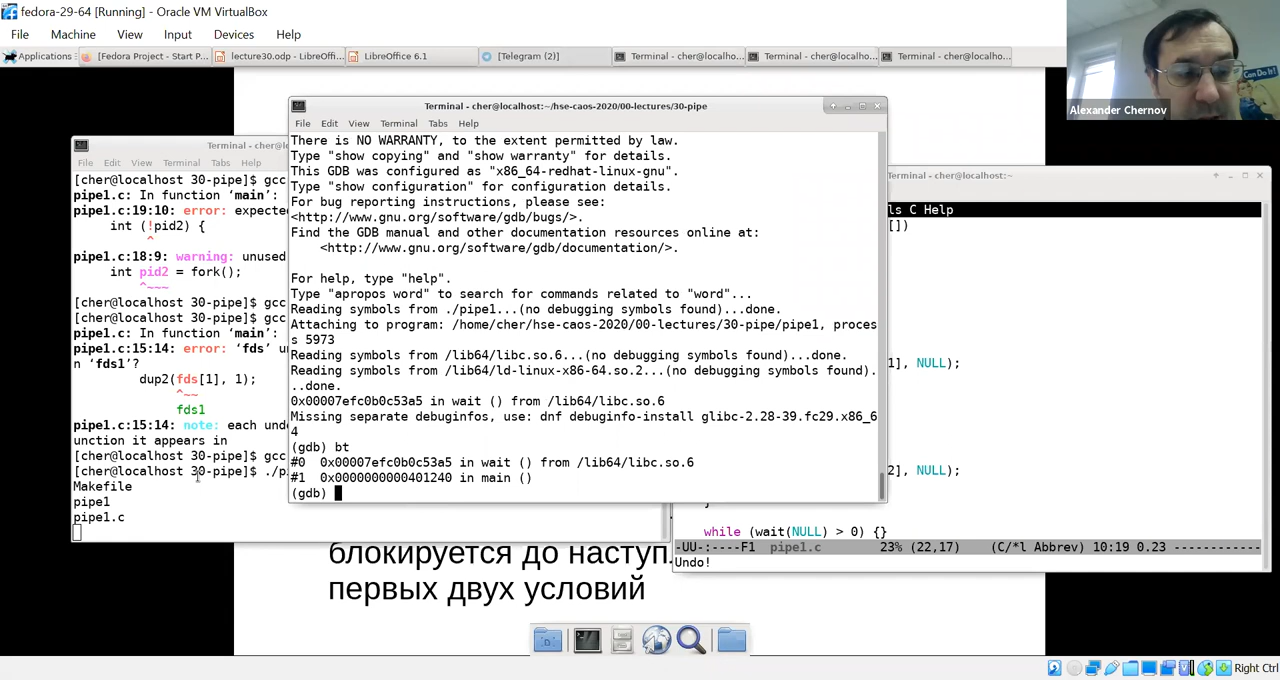 fedora-29-64 [Running] - Oracle VM VirtualBox
File Machine View Input Devices Help
Applications [Fedora Project - Start P... lecture30.odp - LibreOffi... LibreOffice 6.1 [Telegram (2)] Terminal - cher@localho... Terminal - cher@localho... Terminal - cher@localho...
Can Do It!
Alexander Chernov
Terminal - cher@localhost:~/hse-caos-2020/00-lectures/30-pipe
File Edit View Terminal Tabs Help
There is NO WARRANTY, to the extent permitted by law.
Type "show copying" and "show warranty" for details.
This GDB was configured as "x86_64-redhat-linux-gnu".
Type "show configuration" for configuration details.
For bug reporting instructions, please see:
<http://www.gnu.org/software/gdb/bugs/>.
Find the GDB manual and other documentation resources online at:
<http://www.gnu.org/software/gdb/documentation/>.
For help, type "help".
Type "apropos word" to search for commands related to "word"...
Reading symbols from ./pipe1...(no debugging symbols found)...done.
Attaching to program: /home/cher/hse-caos-2020/00-lectures/30-pipe/pipe1, proces
s 5973
Reading symbols from /lib64/libc.so.6...(no debugging symbols found)...done.
Reading symbols from /lib64/ld-linux-x86-64.so.2...(no debugging symbols found).
..done.
0x00007efc0b0c53a5 in wait () from /lib64/libc.so.6
Missing separate debuginfos, use: dnf debuginfo-install glibc-2.28-39.fc29.x86_6
4
(gdb) bt
#0 0x00007efc0b0c53a5 in wait () from /lib64/libc.so.6
#1 0x0000000000401240 in main ()
(gdb)
Terminal - cher@localhost:
File Edit View Terminal Tabs Help
[cher@localhost 30-pipe]$ gcc
pipe1.c: In function ‘main’:
pipe1.c:19:10: error: expected
int (!pid2) {
^
pipe1.c:18:9: warning: unused
int pid2 = fork();
^~~~
[cher@localhost 30-pipe]$ gcc
[cher@localhost 30-pipe]$ gcc
pipe1.c: In function ‘main’:
pipe1.c:15:14: error: ‘fds’ un
n ‘fds1’?
dup2(fds[1], 1);
^~~
fds1
pipe1.c:15:14: note: each unde
unction it appears in
[cher@localhost 30-pipe]$ gcc
[cher@localhost 30-pipe]$ ./pi
Makefile
pipe1
pipe1.c
cher@localhost:~
ls C Help
[])
1], NULL);
2], NULL);
}
while (wait(NULL) > 0) {}
-UU-:----F1 pipe1.c 23% (22,17) (C/*l Abbrev) 10:19 0.23 ------------
Undo!
блокируется до наступл
первых двух условий
Right Ctrl